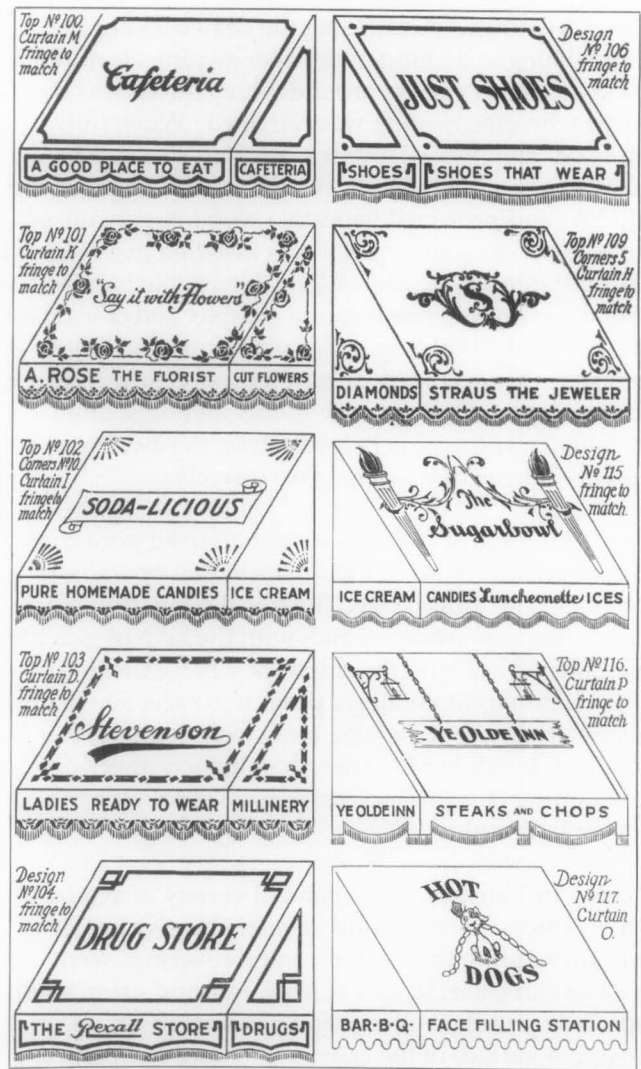 Top Nº 100.
Curtain M,
fringe to
match
Cafeteria
A GOOD PLACE TO EAT CAFETERIA
Design
Nº 106
fringe to
match
JUST SHOES
SHOES SHOES THAT WEAR
Top Nº 101
Curtain K
fringe to
match
"Say it with Flowers"
A. ROSE THE FLORIST CUT FLOWERS
Top Nº 109
Corners 5
Curtain H
fringe to
match
S
DIAMONDS STRAUS THE JEWELER
Top Nº 102
Corners Nº 10.
Curtain I
fringe to
match
SODA-LICIOUS
PURE HOMEMADE CANDIES ICE CREAM
Design
Nº 115
fringe to
match.
The
Sugarbowl
ICE CREAM CANDIES Luncheonette ICES
Top Nº 103
Curtain D.
fringe to
match
Stevenson
LADIES READY TO WEAR MILLINERY
Top Nº 116.
Curtain P
fringe to
match
YE OLDE INN
YE OLDE INN STEAKS AND CHOPS
Design
Nº 104.
fringe to
match
DRUG STORE
THE Rexall STORE DRUGS
Design
Nº 117.
Curtain
O.
HOT
DOGS
BAR-B-Q- FACE FILLING STATION